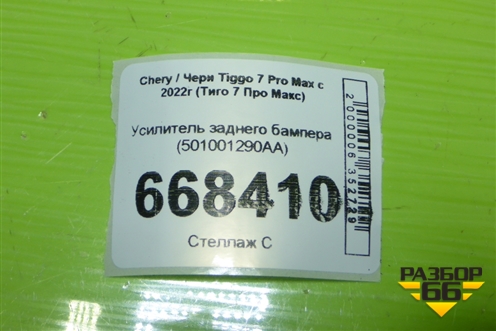 Chery / Чери Tiggo 7 Pro Max с
2022г (Тиго 7 Про Макс)
Усилитель заднего бампера
(501001290AA)
668410
Стеллаж С
2000006352729
РАЗБОР
66